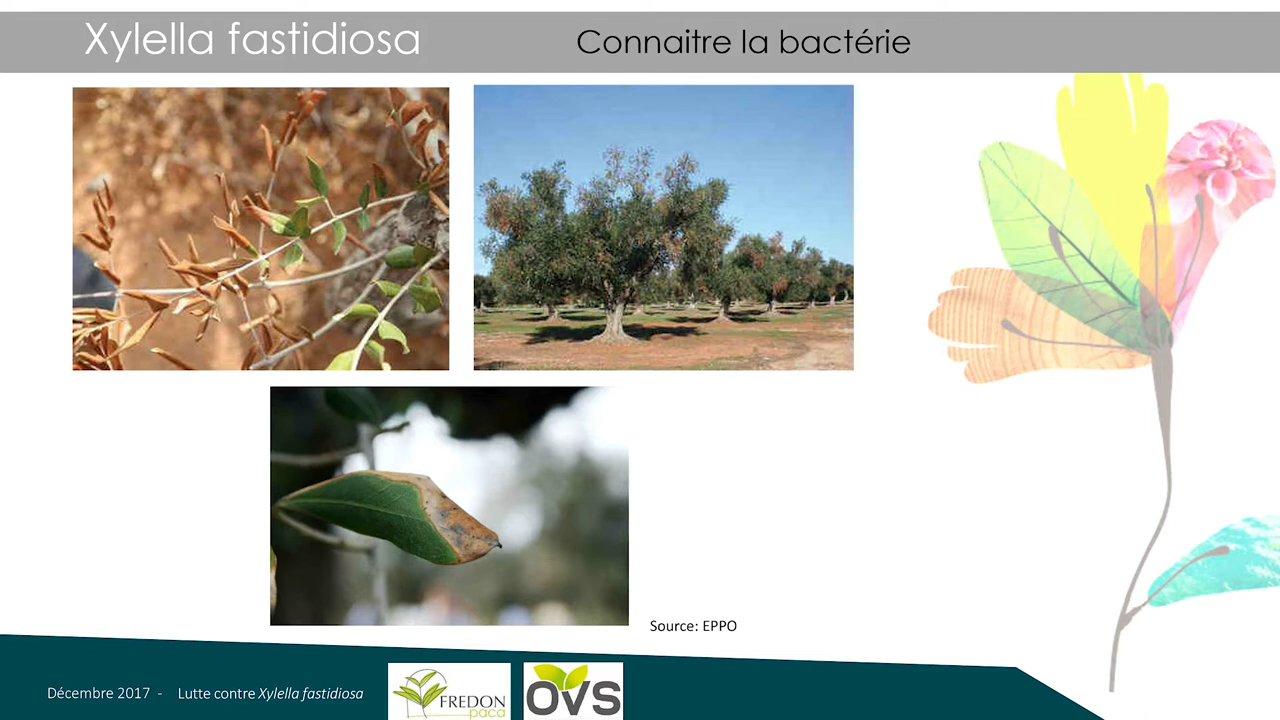 Xylella fastidiosa
Connaitre la bactérie
Source: EPPO
Décembre 2017 - Lutte contre Xylella fastidiosa
FREDON
paca
OVS